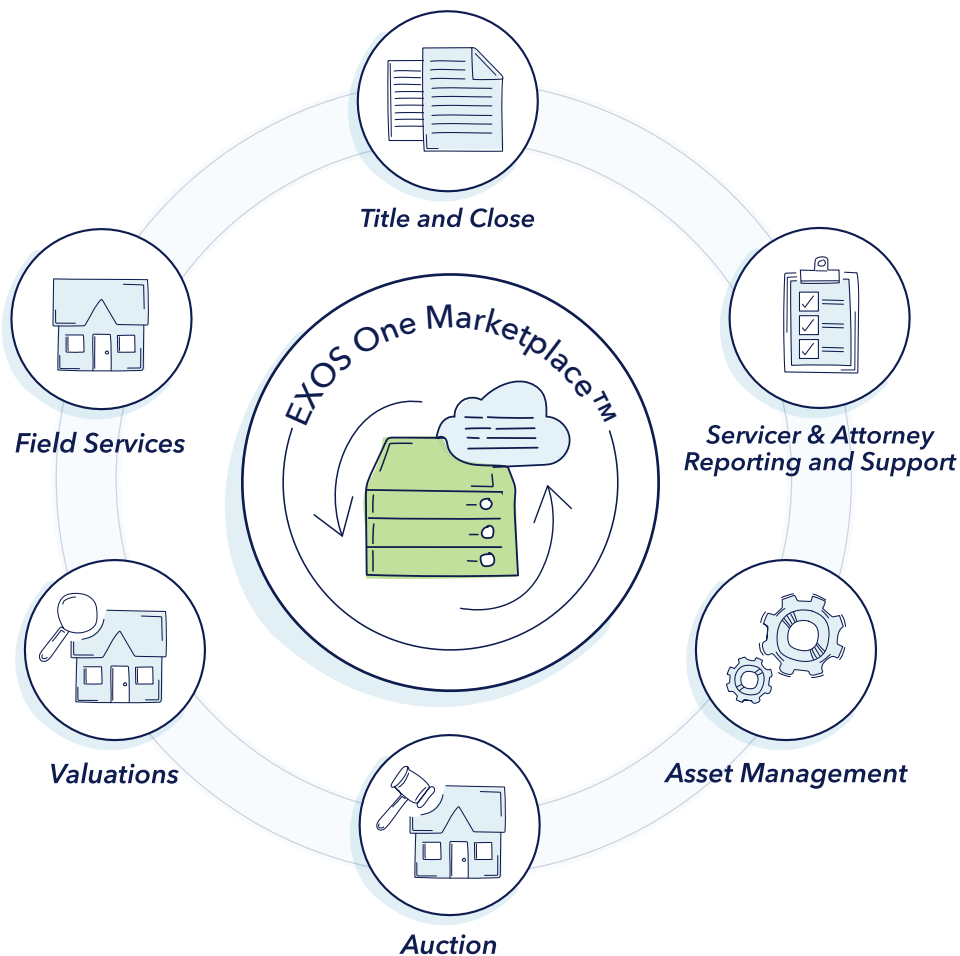 Title and Close
EXOS One Marketplace™
Field Services
Servicer & Attorney
Reporting and Support
Valuations
Asset Management
Auction